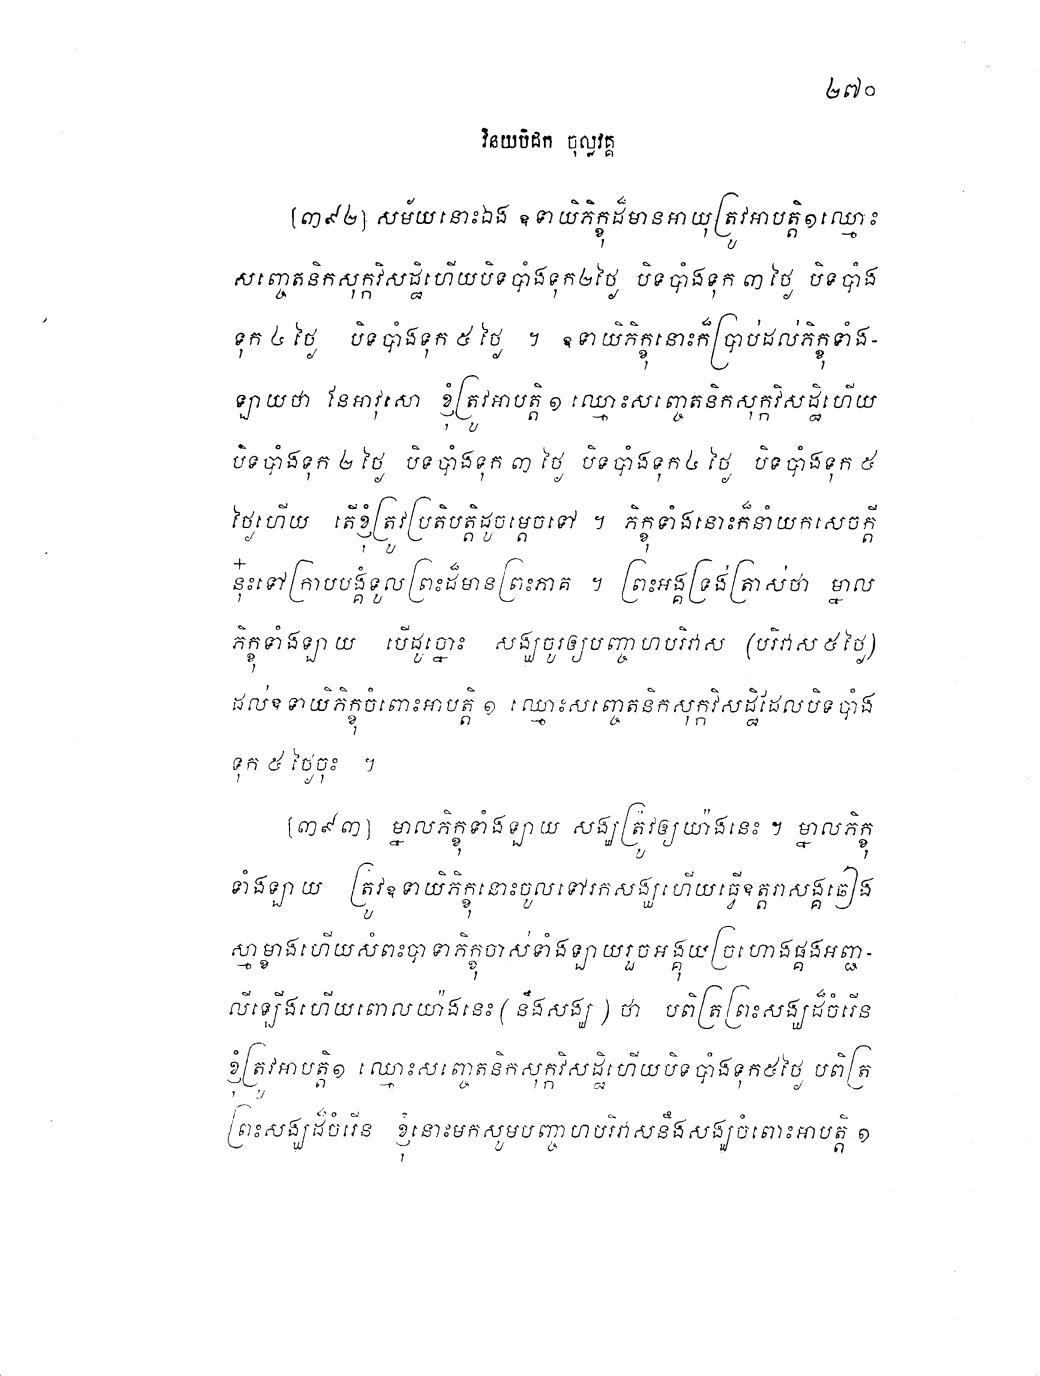 ២៧០
វិនយបិដក ចុល្លវគ្គ
[៣៩២] សម័យនោះឯង ឧទាយិភិក្ខុដ៏មានអាយុត្រូវអាបត្តិ១ឈ្មោះ
សញ្ចេតនិកសុក្កវិសដ្ឋិហើយបិទបាំងទុក២ថ្ងៃ បិទបាំងទុក ៣ ថ្ងៃ បិទបាំង
ទុក ៤ ថ្ងៃ បិទបាំងទុក ៥ ថ្ងៃ ។ ឧទាយិភិក្ខុនោះក៏ប្រាប់ដល់ភិក្ខុទាំង-
ឡាយថា នែអាវុសោ ខ្ញុំត្រូវអាបត្តិ ១ ឈ្មោះសញ្ចេតនិកសុក្កវិសដ្ឋិហើយ
បិទបាំងទុក ២ ថ្ងៃ បិទបាំងទុក ៣ ថ្ងៃ បិទបាំងទុក៤ ថ្ងៃ បិទបាំងទុក ៥
ថ្ងៃហើយ តើខ្ញុំត្រូវប្រតិបត្តិដូចម្តេចទៅ ។ ភិក្ខុទាំងនោះក៏នាំយកសេចក្តី
នុ៎ះទៅក្រាបបង្គំទូលព្រះដ៏មានព្រះភាគ ។ ព្រះអង្គទ្រង់ត្រាស់ថា ម្នាល
ភិក្ខុទាំងឡាយ បើដូច្នោះ សង្ឃចូរឲ្យបញ្ចាហបរិវាស (បរិវាស ៥ ថ្ងៃ)
ដល់ឧទាយិភិក្ខុចំពោះអាបត្តិ ១ ឈ្មោះសញ្ចេតនិកសុក្កវិសដ្ឋិដែលបិទបាំង
ទុក ៥ ថ្ងៃចុះ ។
[៣៩៣] ម្នាលភិក្ខុទាំងឡាយ សង្ឃត្រូវឲ្យយ៉ាងនេះ ។ ម្នាលភិក្ខុ
ទាំងឡាយ ត្រូវឧទាយិភិក្ខុនោះចូលទៅរកសង្ឃហើយធ្វើឧត្តរាសង្គឆៀង
ស្មាម្ខាងហើយសំពះបាទាភិក្ខុចាស់ទាំងឡាយរួចអង្គុយច្រហោងផ្គងអញ្ជា-
លីឡើងហើយពោលយ៉ាងនេះ ( នឹងសង្ឃ ) ថា បពិត្រព្រះសង្ឃដ៏ចំរើន
ខ្ញុំត្រូវអាបត្តិ១ ឈ្មោះសញ្ចេតនិកសុក្កវិសដ្ឋិហើយបិទបាំងទុក៥ថ្ងៃ បពិត្រ
ព្រះសង្ឃដ៏ចំរើន ខ្ញុំនោះមកសូមបញ្ចាហបរិវាសនឹងសង្ឃចំពោះអាបត្តិ ១